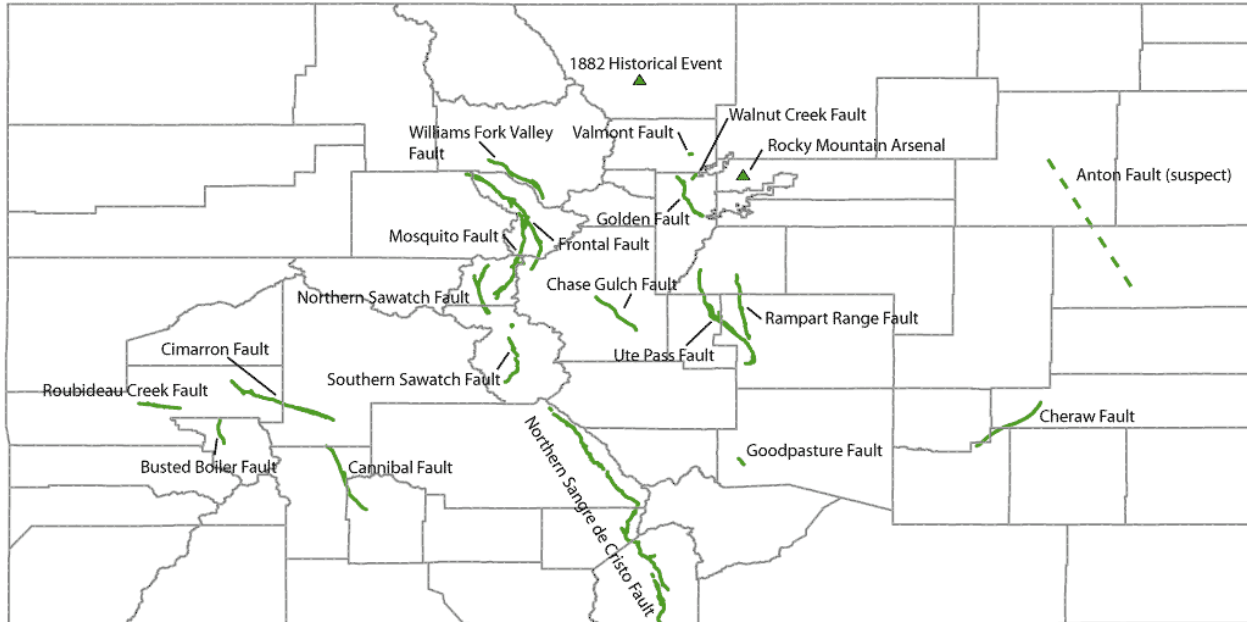 1882 Historical Event
Walnut Creek Fault
Williams Fork Valley
Fault
Valmont Fault
Rocky Mountain Arsenal
Anton Fault (suspect)
Golden Fault
Mosquito Fault
Frontal Fault
Chase Gulch Fault
Northern Sawatch Fault
Rampart Range Fault
Cimarron Fault
Ute Pass Fault
Southern Sawatch Fault
Roubideau Creek Fault
Cheraw Fault
Goodpasture Fault
Busted Boiler Fault
Cannibal Fault
Northern Sangre de Cristo Fault